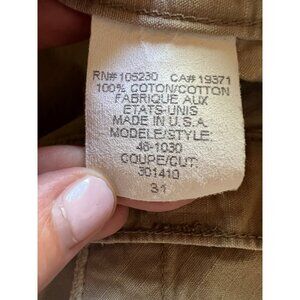 RN#105230 CA#19371
100% COTON/COTTON
FABRIQUE AUX
ETATS-UNIS
MADE IN U.S.A.
MODELE/STYLE:
46-1030
COUPE/CUT:
301410
31